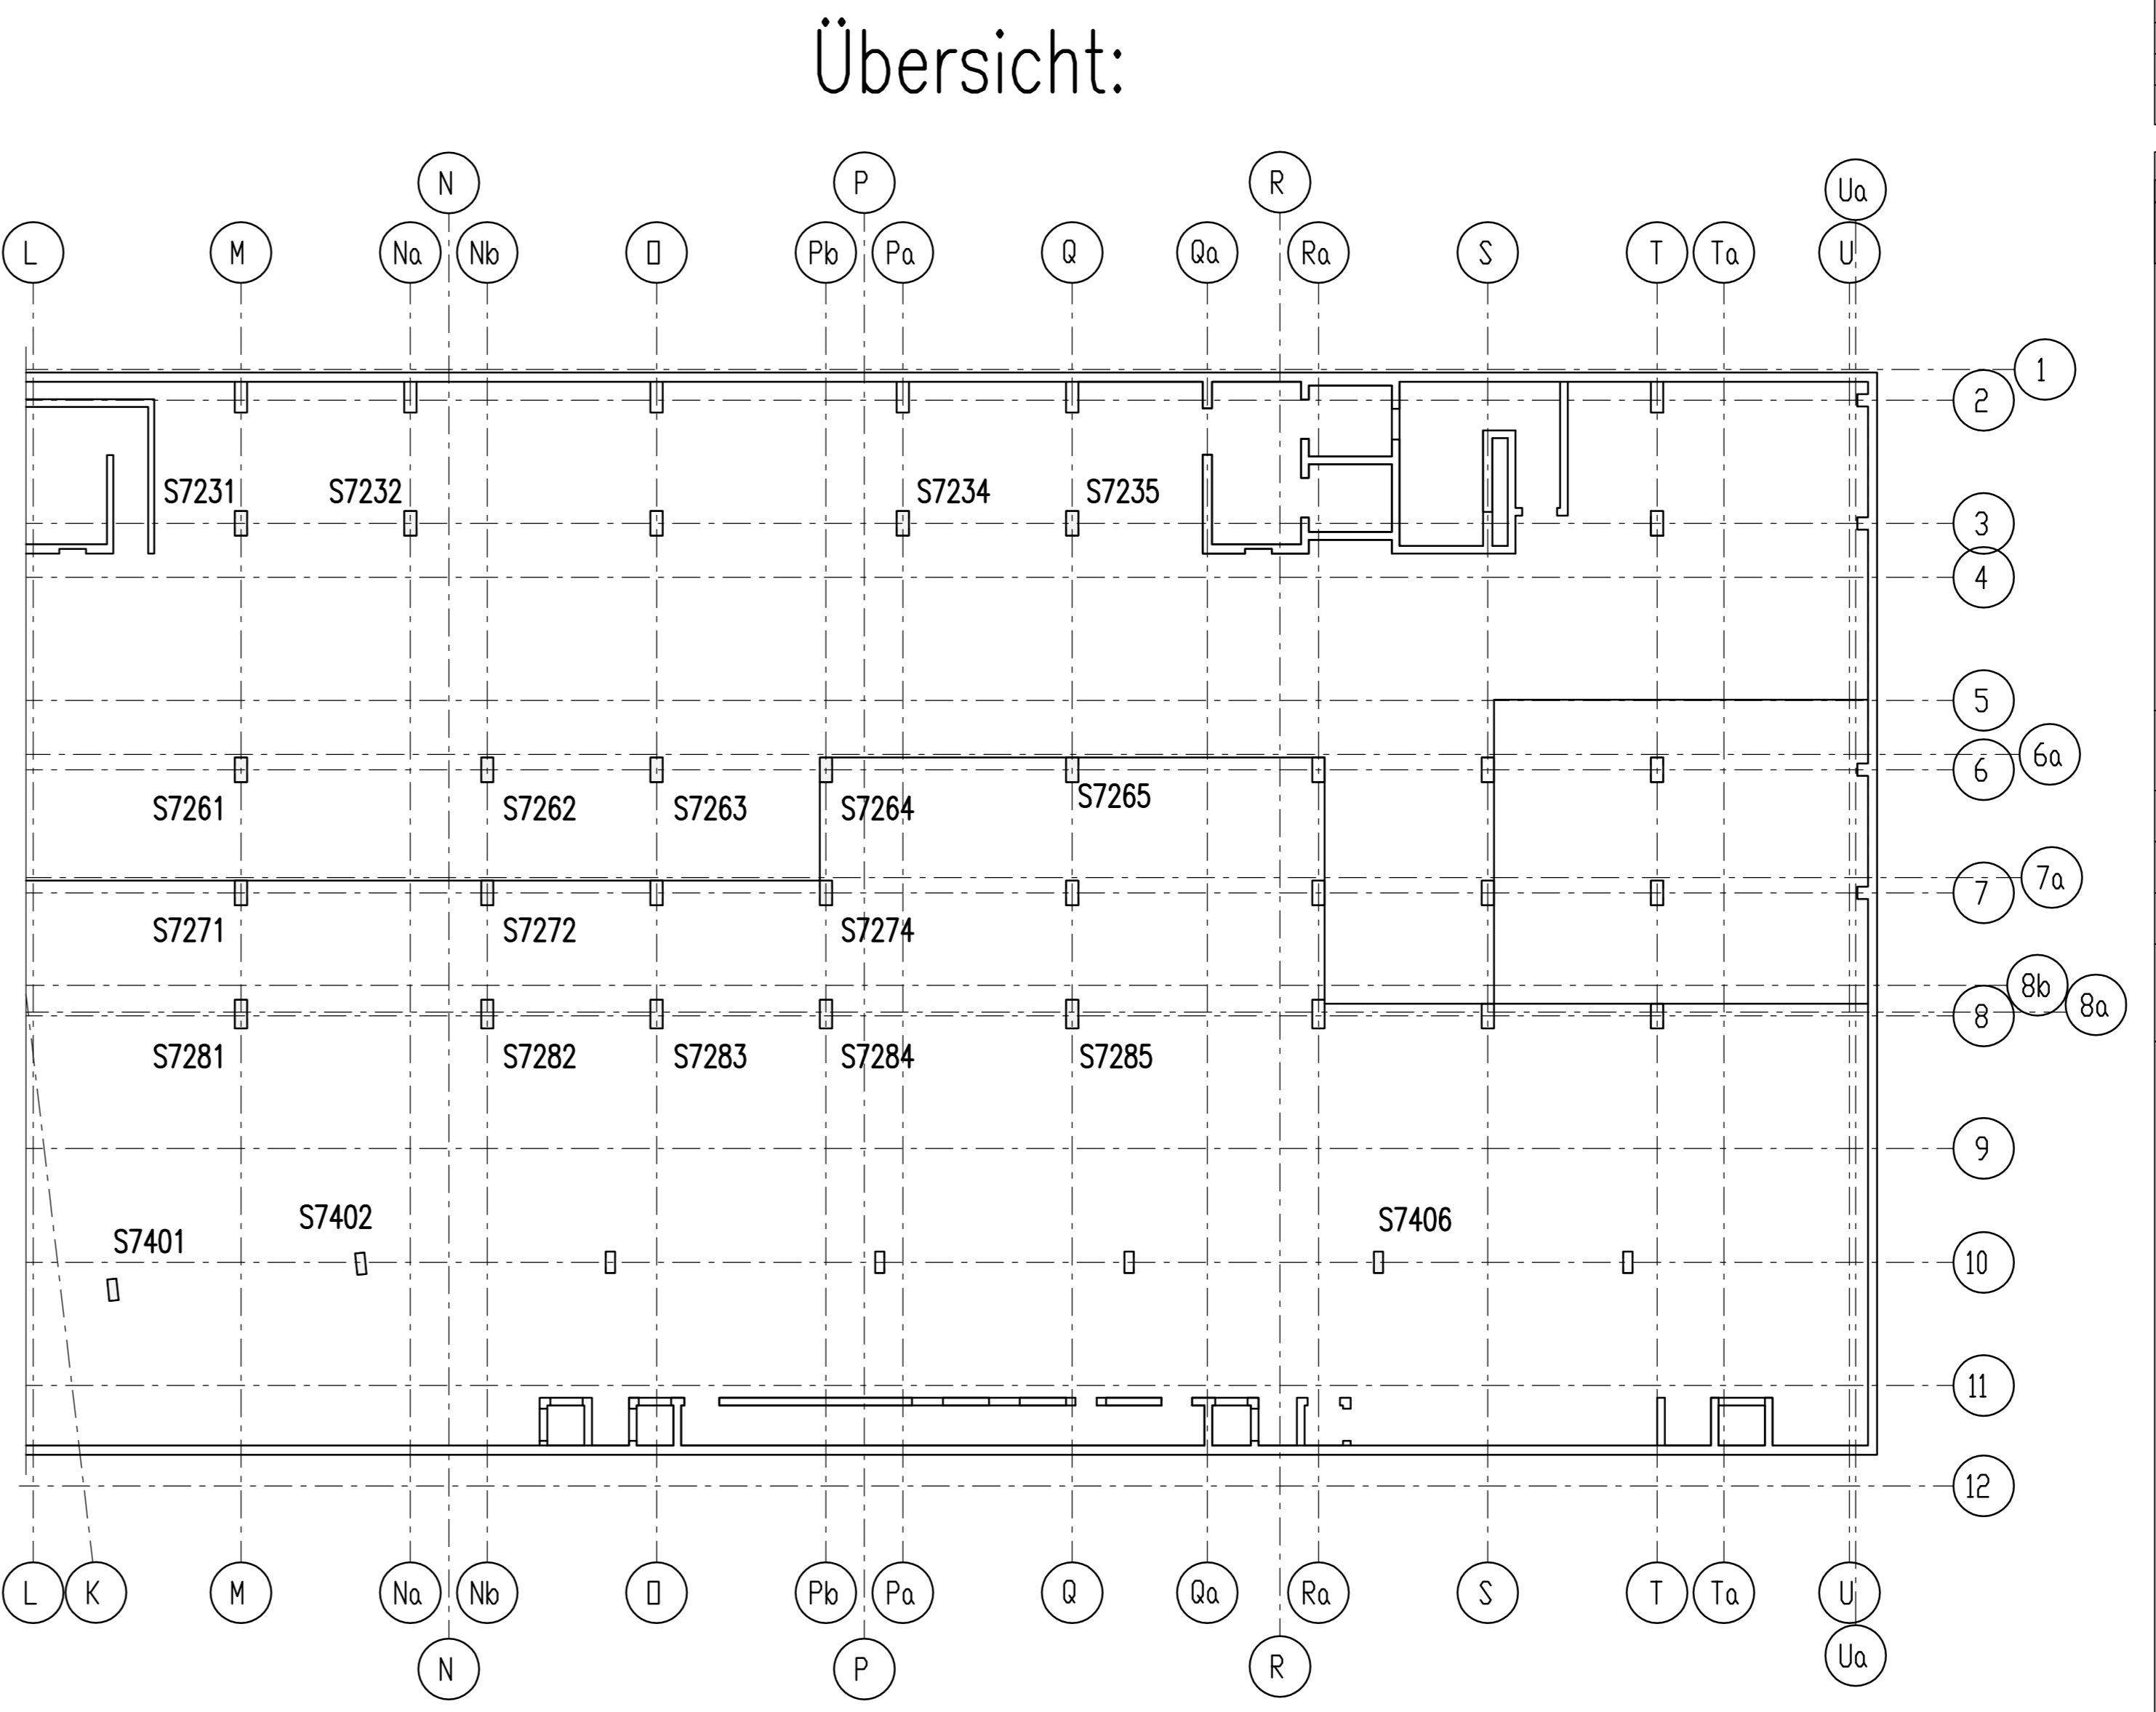 Übersicht:
N P R Ua
L M Na Nb O Pb Pa Q Qa Ra S T Ta U
1
2
S7231 S7232 S7234 S7235
3
4
5
6a
6
S7261 S7262 S7263 S7264 S7265
7a
7
S7271 S7272 S7274
8b
8a
8
S7281 S7282 S7283 S7284 S7285
9
S7401 S7402 S7406
10
11
12
L K M Na Nb O Pb Pa Q Qa Ra S T Ta U
N P R Ua